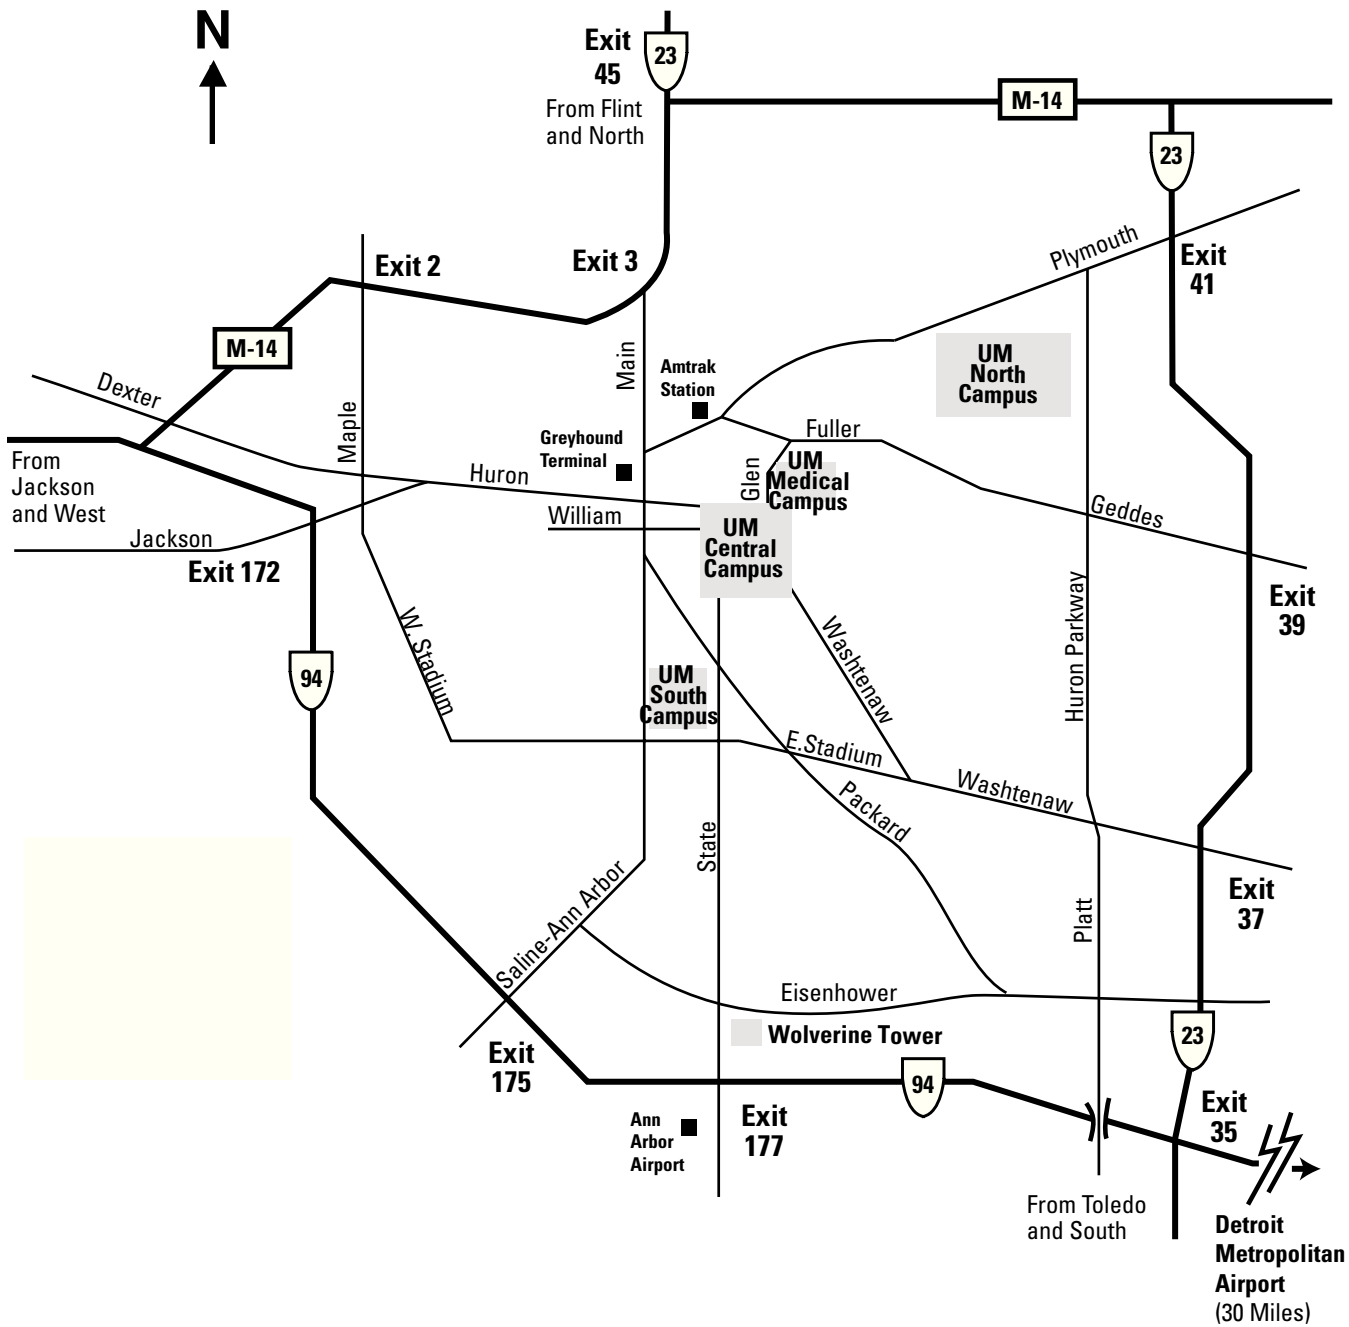 N
Exit
45
23
From Flint
and North
M-14
23
Plymouth
Exit
41
Exit 2
Exit 3
M-14
Dexter
Maple
Main
Amtrak
Station
UM
North
Campus
Greyhound
Terminal
Fuller
From
Jackson
and West
Huron
Glen
UM
Medical
Campus
Geddes
William
Jackson
Exit 172
UM
Central
Campus
Exit
39
Huron Parkway
W. Stadium
Washtenaw
94
UM
South
Campus
E.Stadium
Washtenaw
Packard
State
Saline-Ann Arbor
Platt
Exit
37
Eisenhower
Wolverine Tower
23
Exit
175
94
Ann
Arbor
Airport
Exit
177
Exit
35
From Toledo
and South
Detroit
Metropolitan
Airport
(30 Miles)